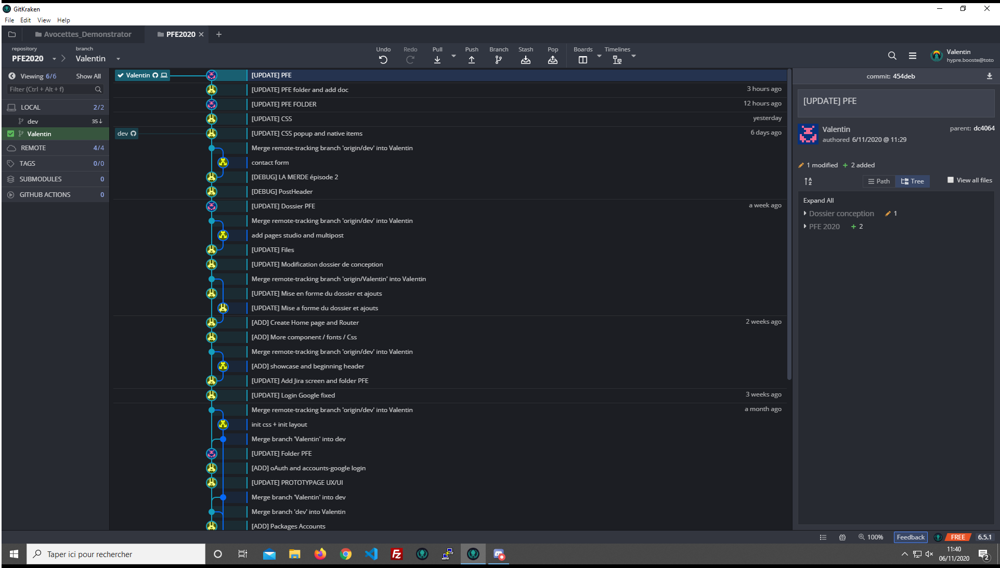 GitKraken
File Edit View Help
Avocettes_Demonstrator
PFE2020
repository
PFE2020
branch
Valentin
Undo
Redo
Pull
Push
Branch
Stash
Pop
Boards
Timelines
Valentin
hypre.booste@toto
Viewing 6/6
Show All
Filter (Ctrl + Alt + f)
LOCAL 2/2
dev 35↓
Valentin
REMOTE 4/4
TAGS 0/0
SUBMODULES 0
GITHUB ACTIONS 0
Valentin [UPDATE] PFE
[UPDATE] PFE folder and add doc 3 hours ago
[UPDATE] PFE FOLDER 12 hours ago
[UPDATE] CSS yesterday
dev [UPDATE] CSS popup and native items 6 days ago
Merge remote-tracking branch 'origin/dev' into Valentin
contact form
[DEBUG] LA MERDE épisode 2
[DEBUG] PostHeader
[UPDATE] Dossier PFE a week ago
Merge remote-tracking branch 'origin/dev' into Valentin
add pages studio and multipost
[UPDATE] Files
[UPDATE] Modification dossier de conception
Merge remote-tracking branch 'origin/Valentin' into Valentin
[UPDATE] Mise en forme du dossier et ajouts
[UPDATE] Mise a forme du dossier et ajouts
[ADD] Create Home page and Router 2 weeks ago
[ADD] More component / fonts / Css
Merge remote-tracking branch 'origin/dev' into Valentin
[ADD] showcase and beginning header
[UPDATE] Add Jira screen and folder PFE
[UPDATE] Login Google fixed 3 weeks ago
Merge remote-tracking branch 'origin/dev' into Valentin a month ago
init css + init layout
Merge branch 'Valentin' into dev
[UPDATE] Folder PFE
[ADD] oAuth and accounts-google login
[UPDATE] PROTOTYPAGE UX/UI
Merge branch 'Valentin' into dev
Merge branch 'dev' into Valentin
[ADD] Packages Accounts
commit: 454deb
[UPDATE] PFE
Valentin
authored 6/11/2020 @ 11:29
parent: dc4064
1 modified + 2 added
Path Tree
View all files
Expand All
Dossier conception 1
PFE 2020 + 2
100%
Feedback
FREE
6.5.1
Taper ici pour rechercher
11:40
06/11/2020
2